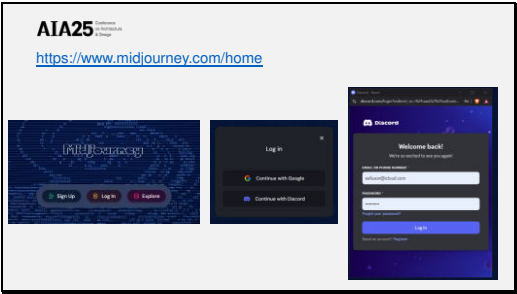 AIA25 Conference
on Architecture
& Design
https://www.midjourney.com/home
Midjourney
Sign Up
Log In
Explore
Log in
Continue with Google
Continue with Discord
Discord
Welcome back!
We're so excited to see you again!
EMAIL OR PHONE NUMBER *
PASSWORD *
Forgot your password?
Log In
Need an account? Register